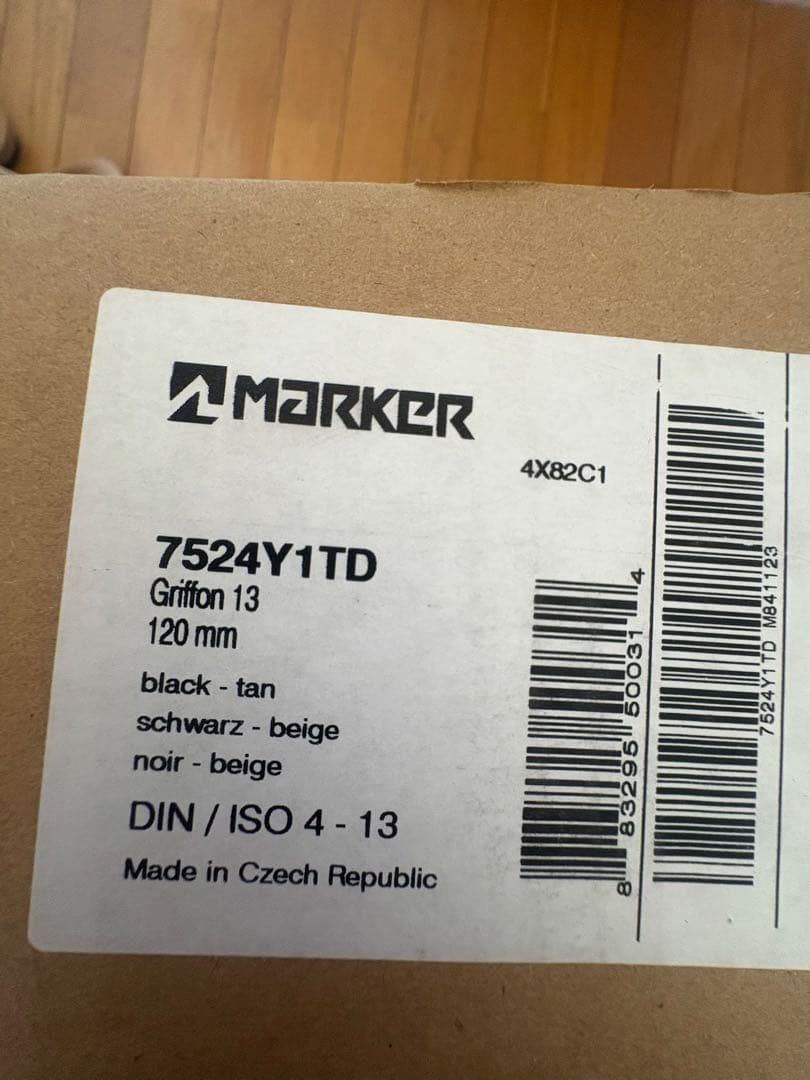 MARKER
4X82C1
7524Y1TD
Griffon 13
120 mm
black - tan
schwarz - beige
noir - beige
DIN / ISO 4 - 13
Made in Czech Republic
8 83295 50031 4
7524Y1TD M841123